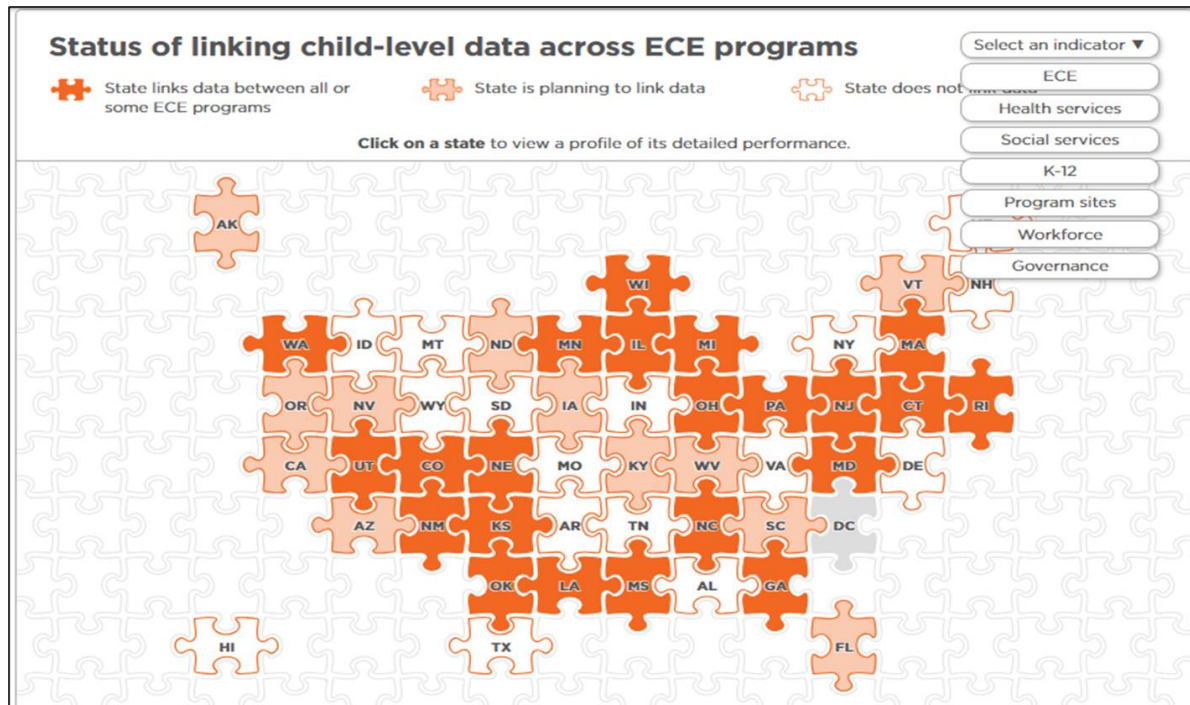 Status of linking child-level data across ECE programs
Select an indicator ▼
State links data between all or
some ECE programs
State is planning to link data
State does not link data
ECE
Health services
Social services
K-12
Program sites
Workforce
Governance
Click on a state to view a profile of its detailed performance.
AK
WI VT NH
WA ID MT ND MN IL MI NY MA
OR NV WY SD IA IN OH PA NJ CT RI
CA UT CO NE MO KY WV VA MD DE
AZ NM KS AR TN NC SC DC
OK LA MS AL GA
HI TX FL